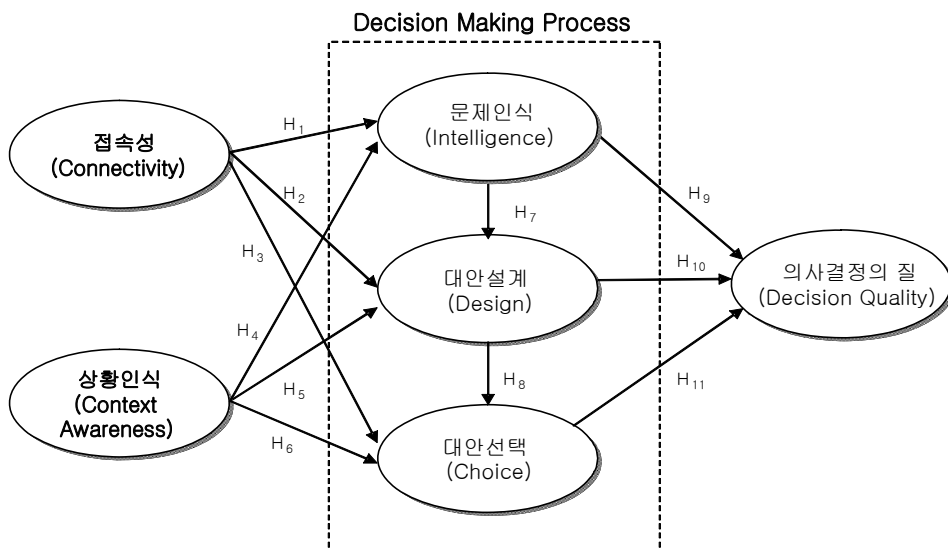 Decision Making Process
접속성
(Connectivity)
상황인식
(Context
Awareness)
H₁
H₂
H₃
H₄
H₅
H₆
문제인식
(Intelligence)
H₇
대안설계
(Design)
H₈
대안선택
(Choice)
H₉
H₁₀
H₁₁
의사결정의 질
(Decision Quality)